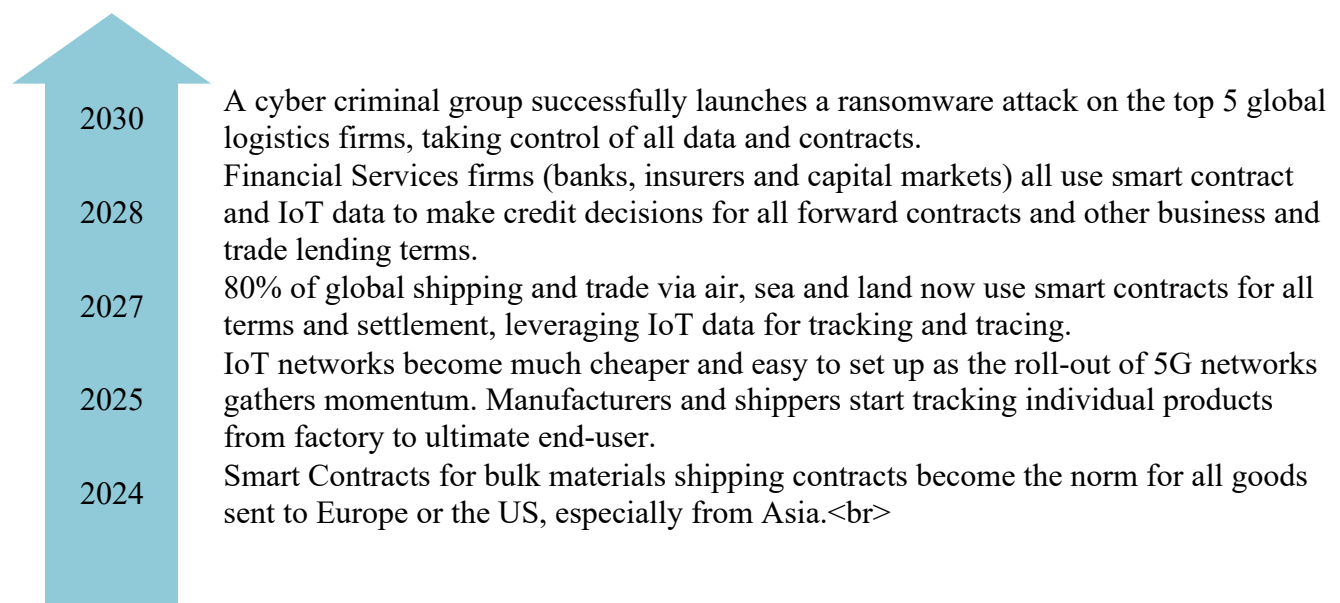 2030
A cyber criminal group successfully launches a ransomware attack on the top 5 global
logistics firms, taking control of all data and contracts.
2028
Financial Services firms (banks, insurers and capital markets) all use smart contract
and IoT data to make credit decisions for all forward contracts and other business and
trade lending terms.
2027
80% of global shipping and trade via air, sea and land now use smart contracts for all
terms and settlement, leveraging IoT data for tracking and tracing.
2025
IoT networks become much cheaper and easy to set up as the roll-out of 5G networks
gathers momentum. Manufacturers and shippers start tracking individual products
from factory to ultimate end-user.
2024
Smart Contracts for bulk materials shipping contracts become the norm for all goods
sent to Europe or the US, especially from Asia.<br>